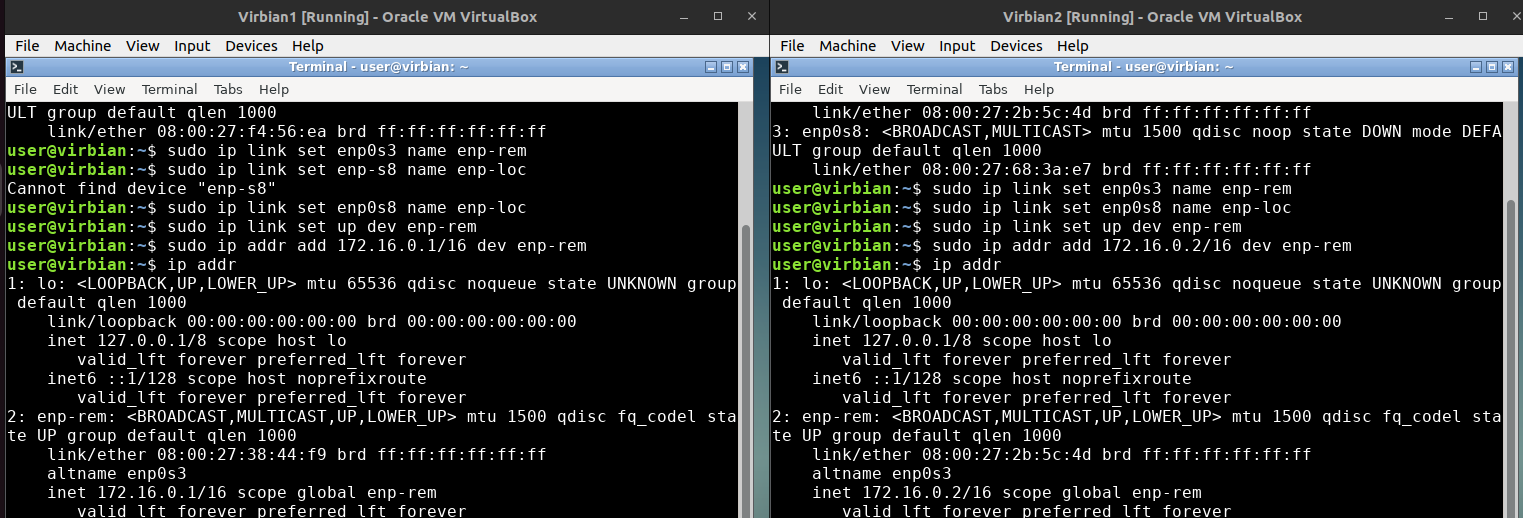 Virbian1 [Running] - Oracle VM VirtualBox
File Machine View Input Devices Help
Terminal - user@virbian: ~
File Edit View Terminal Tabs Help
ULT group default qlen 1000
    link/ether 08:00:27:f4:56:ea brd ff:ff:ff:ff:ff:ff
user@virbian:~$ sudo ip link set enp0s3 name enp-rem
user@virbian:~$ sudo ip link set enp-s8 name enp-loc
Cannot find device "enp-s8"
user@virbian:~$ sudo ip link set enp0s8 name enp-loc
user@virbian:~$ sudo ip link set up dev enp-rem
user@virbian:~$ sudo ip addr add 172.16.0.1/16 dev enp-rem
user@virbian:~$ ip addr
1: lo: <LOOPBACK,UP,LOWER_UP> mtu 65536 qdisc noqueue state UNKNOWN group
 default qlen 1000
    link/loopback 00:00:00:00:00:00 brd 00:00:00:00:00:00
    inet 127.0.0.1/8 scope host lo
       valid_lft forever preferred_lft forever
    inet6 ::1/128 scope host noprefixroute
       valid_lft forever preferred_lft forever
2: enp-rem: <BROADCAST,MULTICAST,UP,LOWER_UP> mtu 1500 qdisc fq_codel sta
te UP group default qlen 1000
    link/ether 08:00:27:38:44:f9 brd ff:ff:ff:ff:ff:ff
    altname enp0s3
    inet 172.16.0.1/16 scope global enp-rem
       valid_lft forever preferred_lft forever
Virbian2 [Running] - Oracle VM VirtualBox
File Machine View Input Devices Help
Terminal - user@virbian: ~
File Edit View Terminal Tabs Help
    link/ether 08:00:27:2b:5c:4d brd ff:ff:ff:ff:ff:ff
3: enp0s8: <BROADCAST,MULTICAST> mtu 1500 qdisc noop state DOWN mode DEFA
ULT group default qlen 1000
    link/ether 08:00:27:68:3a:e7 brd ff:ff:ff:ff:ff:ff
user@virbian:~$ sudo ip link set enp0s3 name enp-rem
user@virbian:~$ sudo ip link set enp0s8 name enp-loc
user@virbian:~$ sudo ip link set up dev enp-rem
user@virbian:~$ sudo ip addr add 172.16.0.2/16 dev enp-rem
user@virbian:~$ ip addr
1: lo: <LOOPBACK,UP,LOWER_UP> mtu 65536 qdisc noqueue state UNKNOWN group
 default qlen 1000
    link/loopback 00:00:00:00:00:00 brd 00:00:00:00:00:00
    inet 127.0.0.1/8 scope host lo
       valid_lft forever preferred_lft forever
    inet6 ::1/128 scope host noprefixroute
       valid_lft forever preferred_lft forever
2: enp-rem: <BROADCAST,MULTICAST,UP,LOWER_UP> mtu 1500 qdisc fq_codel sta
te UP group default qlen 1000
    link/ether 08:00:27:2b:5c:4d brd ff:ff:ff:ff:ff:ff
    altname enp0s3
    inet 172.16.0.2/16 scope global enp-rem
       valid_lft forever preferred_lft forever